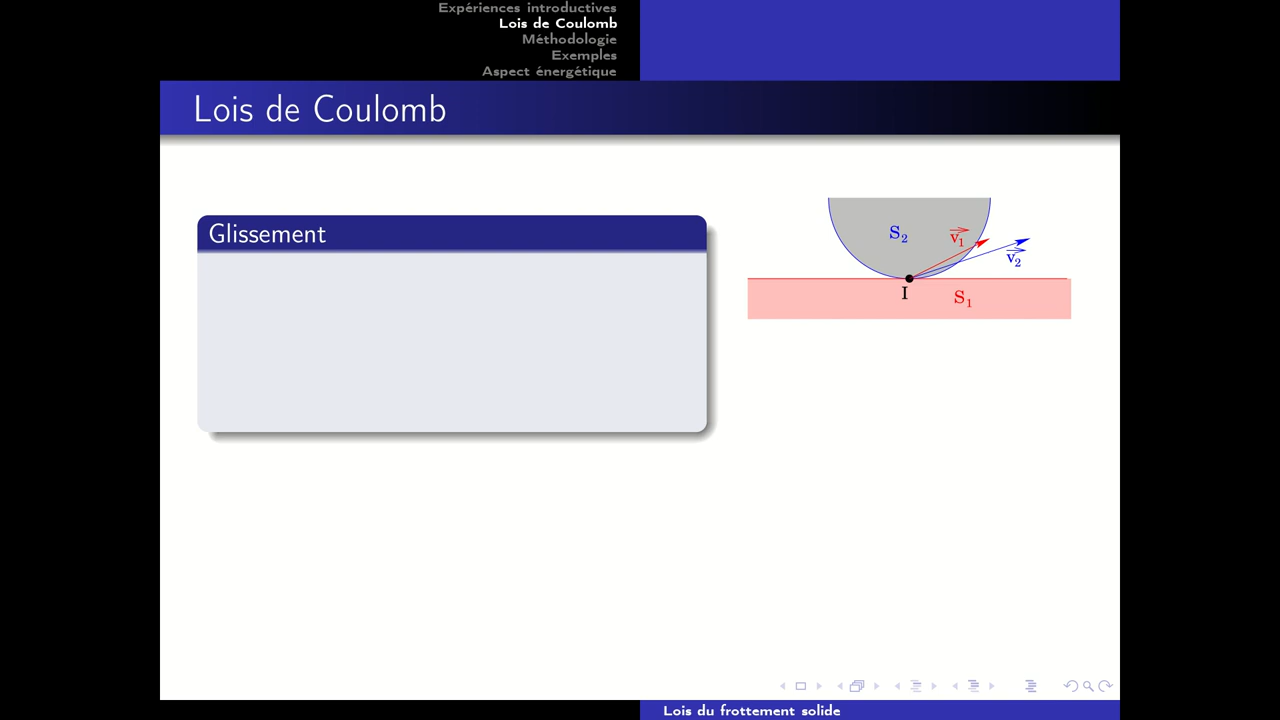 Expériences introductives
Lois de Coulomb
Méthodologie
Exemples
Aspect énergétique
Lois de Coulomb
Glissement
S2
v1
v2
I
S1
Lois du frottement solide